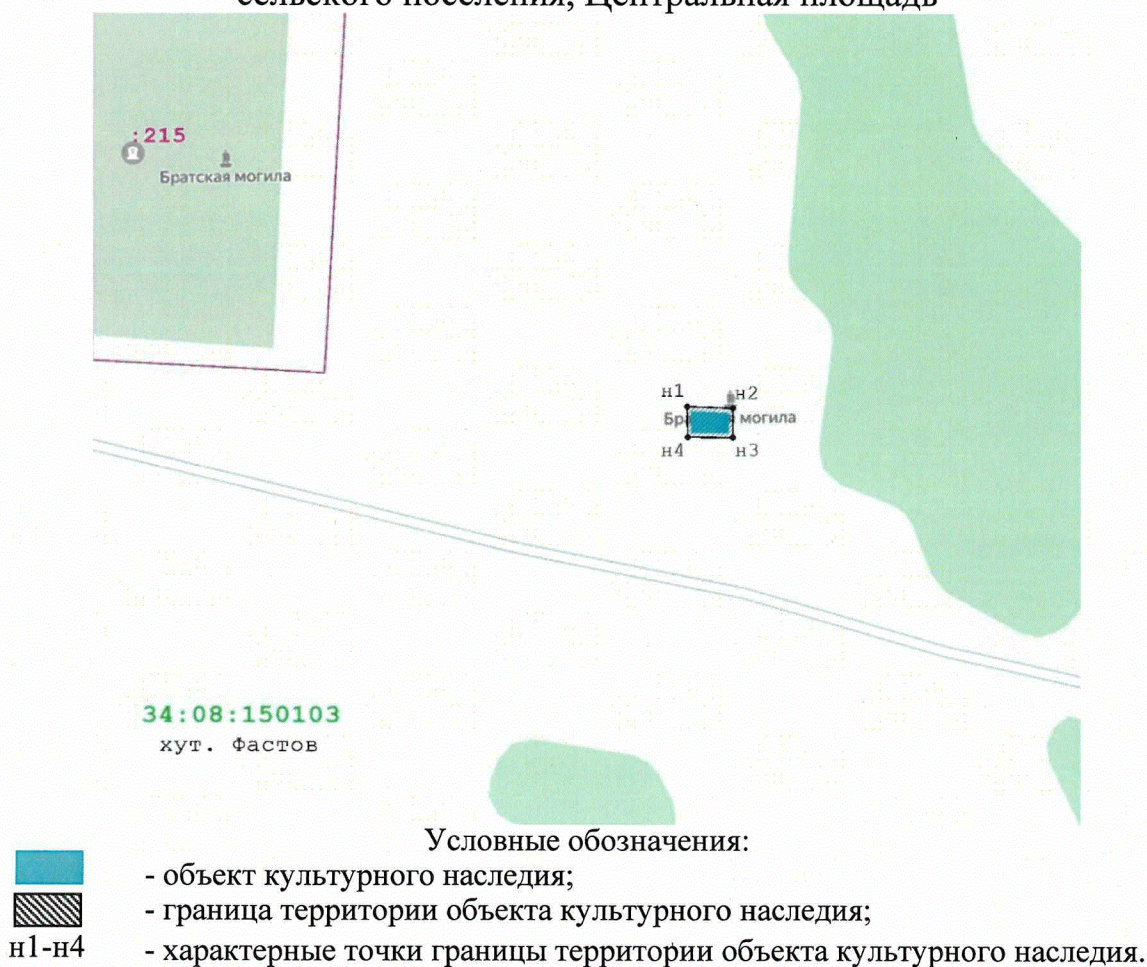 сельского поселения, Центральная площадь
:215
Братская могила
н1 н2
Бр могила
н4 н3
34:08:150103
хут. Фастов
Условные обозначения:
- объект культурного наследия;
- граница территории объекта культурного наследия;
н1-н4 - характерные точки границы территории объекта культурного наследия.